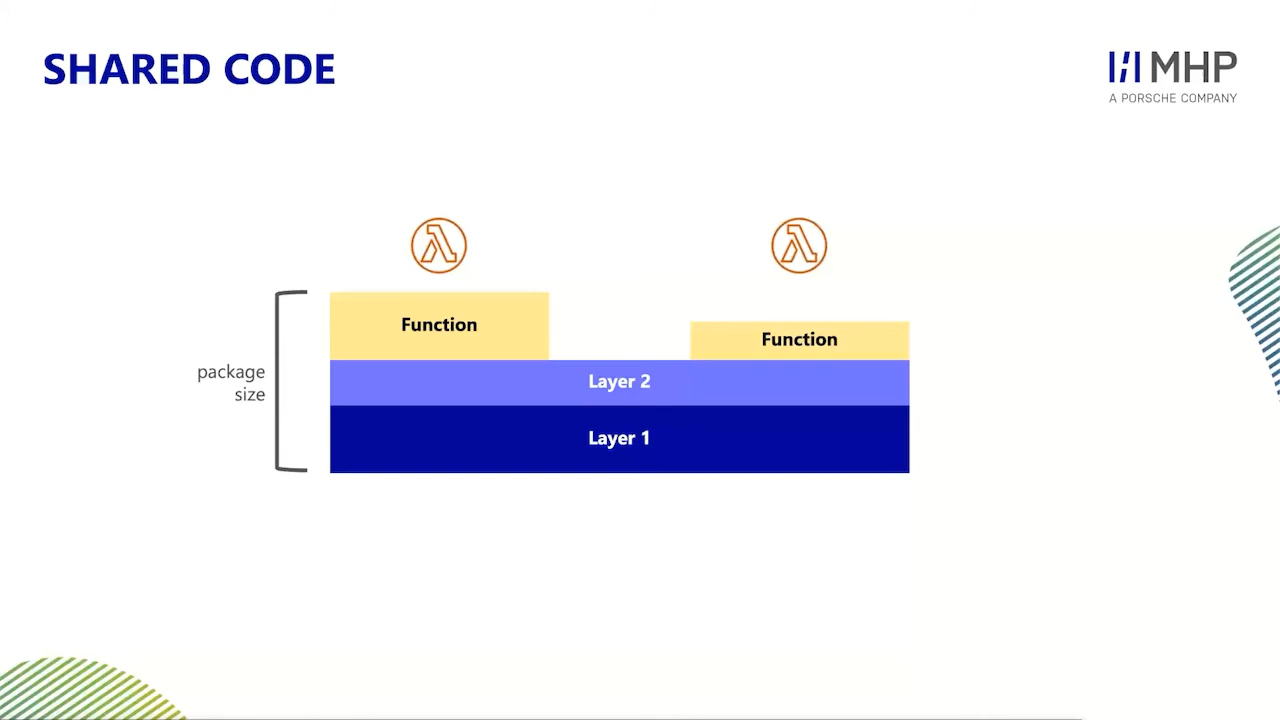 SHARED CODE
MHP
A PORSCHE COMPANY
Function
Function
package
size
Layer 2
Layer 1